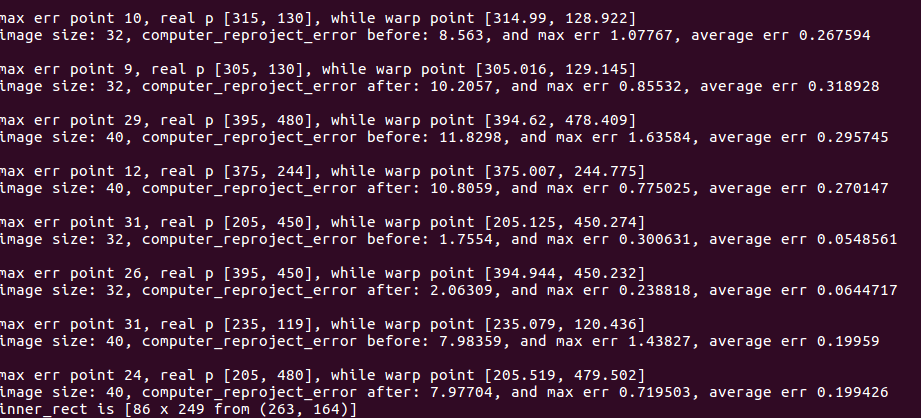 max err point 10, real p [315, 130], while warp point [314.99, 128.922]
image size: 32, computer_reproject_error before: 8.563, and max err 1.07767, average err 0.267594
max err point 9, real p [305, 130], while warp point [305.016, 129.145]
image size: 32, computer_reproject_error after: 10.2057, and max err 0.85532, average err 0.318928
max err point 29, real p [395, 480], while warp point [394.62, 478.409]
image size: 40, computer_reproject_error before: 11.8298, and max err 1.63584, average err 0.295745
max err point 12, real p [375, 244], while warp point [375.007, 244.775]
image size: 40, computer_reproject_error after: 10.8059, and max err 0.775025, average err 0.270147
max err point 31, real p [205, 450], while warp point [205.125, 450.274]
image size: 32, computer_reproject_error before: 1.7554, and max err 0.300631, average err 0.0548561
max err point 26, real p [395, 450], while warp point [394.944, 450.232]
image size: 32, computer_reproject_error after: 2.06309, and max err 0.238818, average err 0.0644717
max err point 31, real p [235, 119], while warp point [235.079, 120.436]
image size: 40, computer_reproject_error before: 7.98359, and max err 1.43827, average err 0.19959
max err point 24, real p [205, 480], while warp point [205.519, 479.502]
image size: 40, computer_reproject_error after: 7.97704, and max err 0.719503, average err 0.199426
inner_rect is [86 x 249 from (263, 164)]